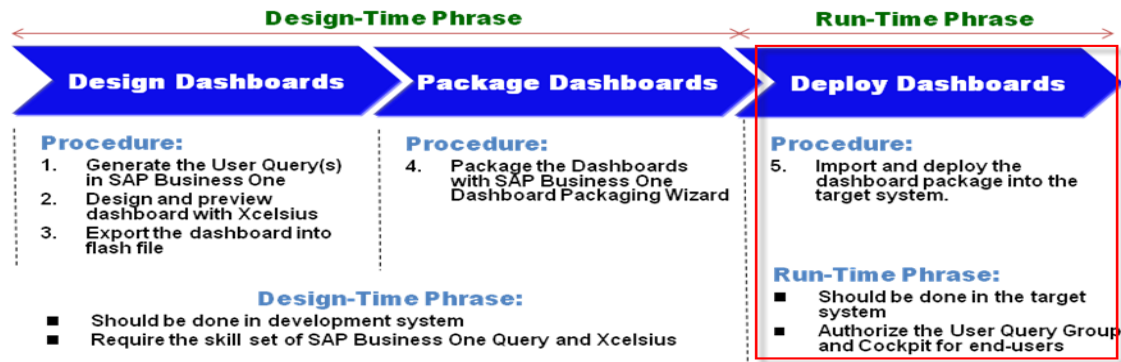 Design-Time Phrase
Run-Time Phrase
Design Dashboards
Package Dashboards
Deploy Dashboards
Procedure:
1. Generate the User Query(s)
in SAP Business One
2. Design and preview
dashboard with Xcelsius
3. Export the dashboard into
flash file
Procedure:
4. Package the Dashboards
with SAP Business One
Dashboard Packaging Wizard
Procedure:
5. Import and deploy the
dashboard package into the
target system.
Design-Time Phrase:
■ Should be done in development system
■ Require the skill set of SAP Business One Query and Xcelsius
Run-Time Phrase:
■ Should be done in the target
system
■ Authorize the User Query Group
and Cockpit for end-users